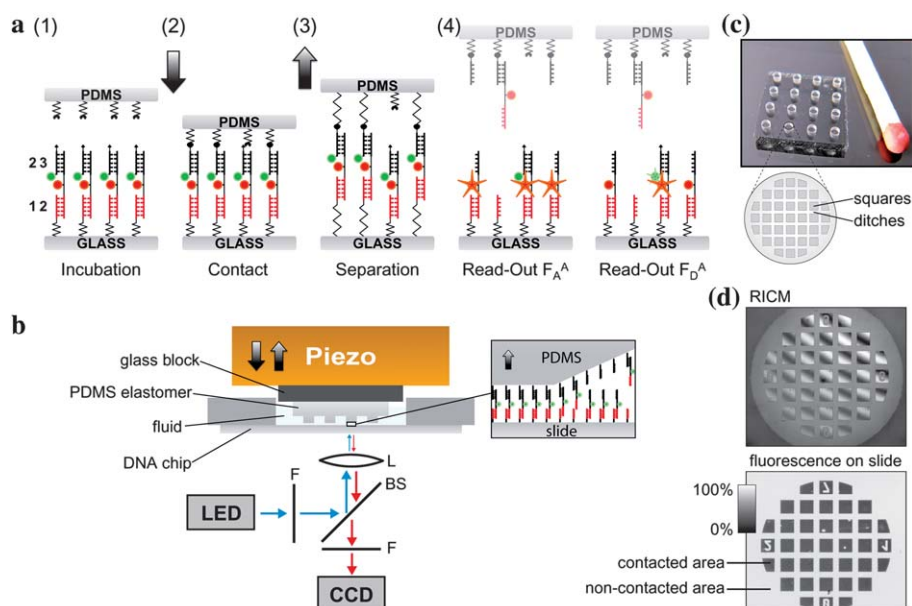 a
(1)
(2)
(3)
(4)
PDMS
PDMS
PDMS
PDMS
PDMS
2 3
1 2
GLASS
GLASS
GLASS
GLASS
GLASS
Incubation
Contact
Separation
Read-Out F_A^A
Read-Out F_D^A
(c)
squares
ditches
b
Piezo
glass block
PDMS elastomer
fluid
DNA chip
PDMS
slide
L
F
BS
LED
F
CCD
(d)
RICM
fluorescence on slide
100%
0%
contacted area
non-contacted area